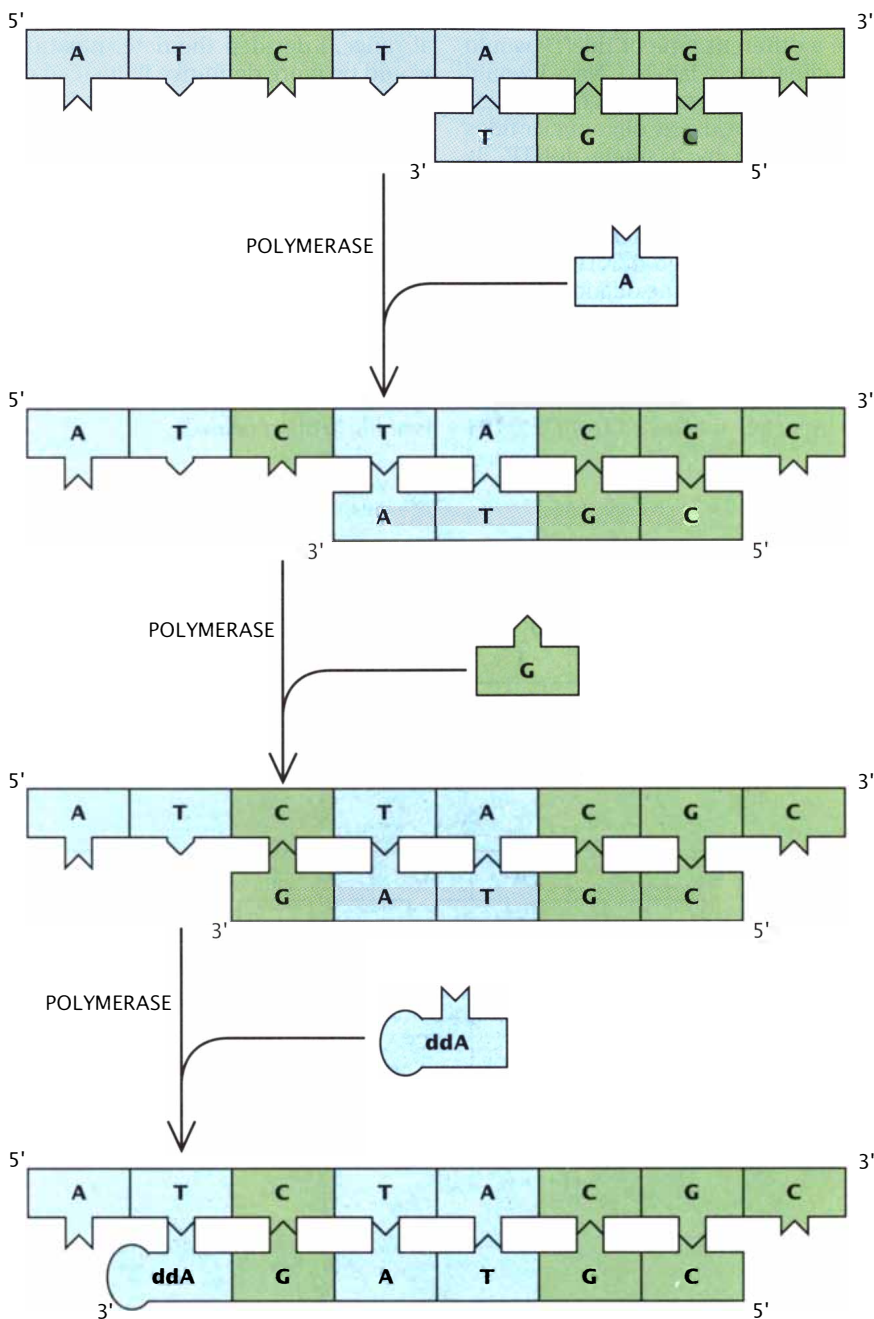 5' 3'
A T C T A C G C
T G C
3' 5'
POLYMERASE
A
5' 3'
A T C T A C G C
A T G C
3' 5'
POLYMERASE
G
5' 3'
A T C T A C G C
G A T G C
3' 5'
POLYMERASE
ddA
5' 3'
A T C T A C G C
ddA G A T G C
3' 5'